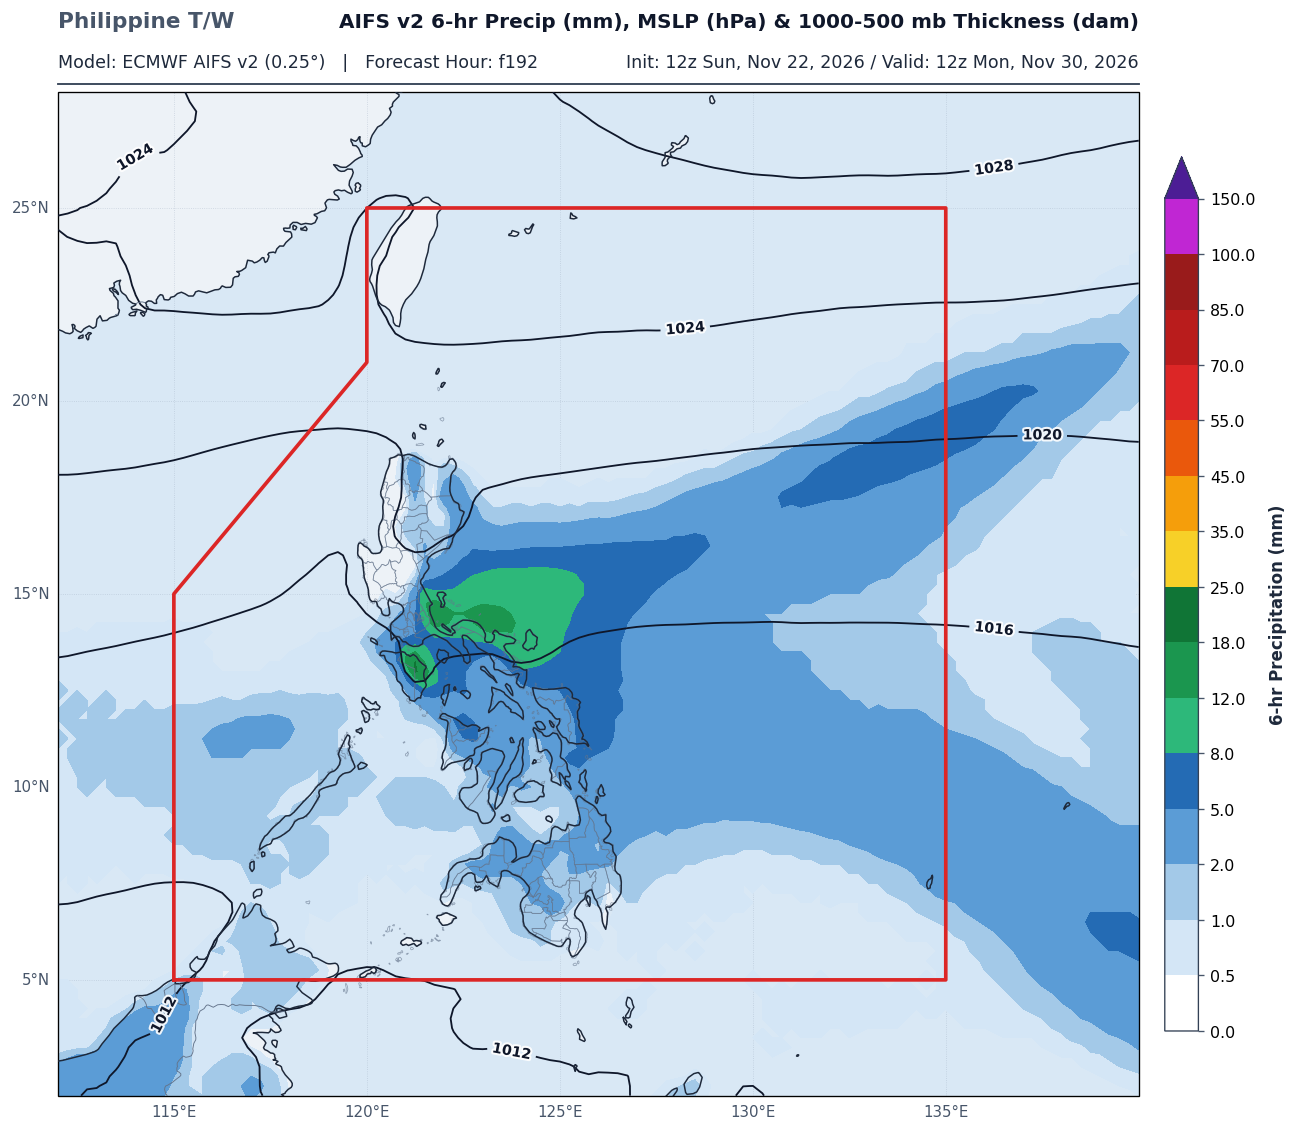 Philippine T/W
AIFS v2 6-hr Precip (mm), MSLP (hPa) & 1000-500 mb Thickness (dam)
Model: ECMWF AIFS v2 (0.25°) | Forecast Hour: f192
Init: 12z Sun, Nov 22, 2026 / Valid: 12z Mon, Nov 30, 2026
1024
1028
25°N
1024
20°N
1020
15°N
1016
10°N
5°N
1012
1012
115°E
120°E
125°E
130°E
135°E
150.0
100.0
85.0
70.0
55.0
45.0
35.0
25.0
18.0
12.0
8.0
5.0
2.0
1.0
0.5
0.0
6-hr Precipitation (mm)